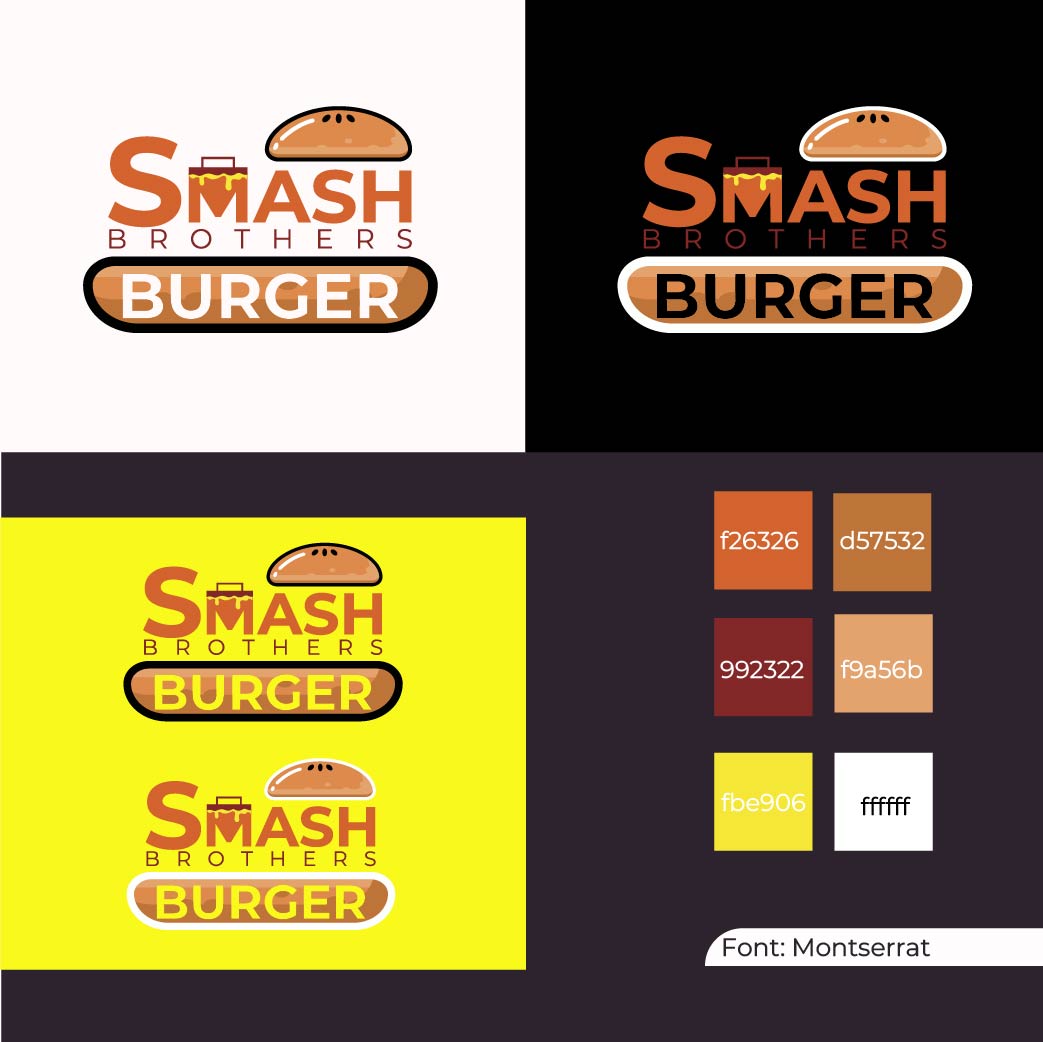 SMASH
BROTHERS
BURGER
SMASH
BROTHERS
BURGER
SMASH
BROTHERS
BURGER
SMASH
BROTHERS
BURGER
f26326
d57532
992322
f9a56b
fbe906
ffffff
Font: Montserrat